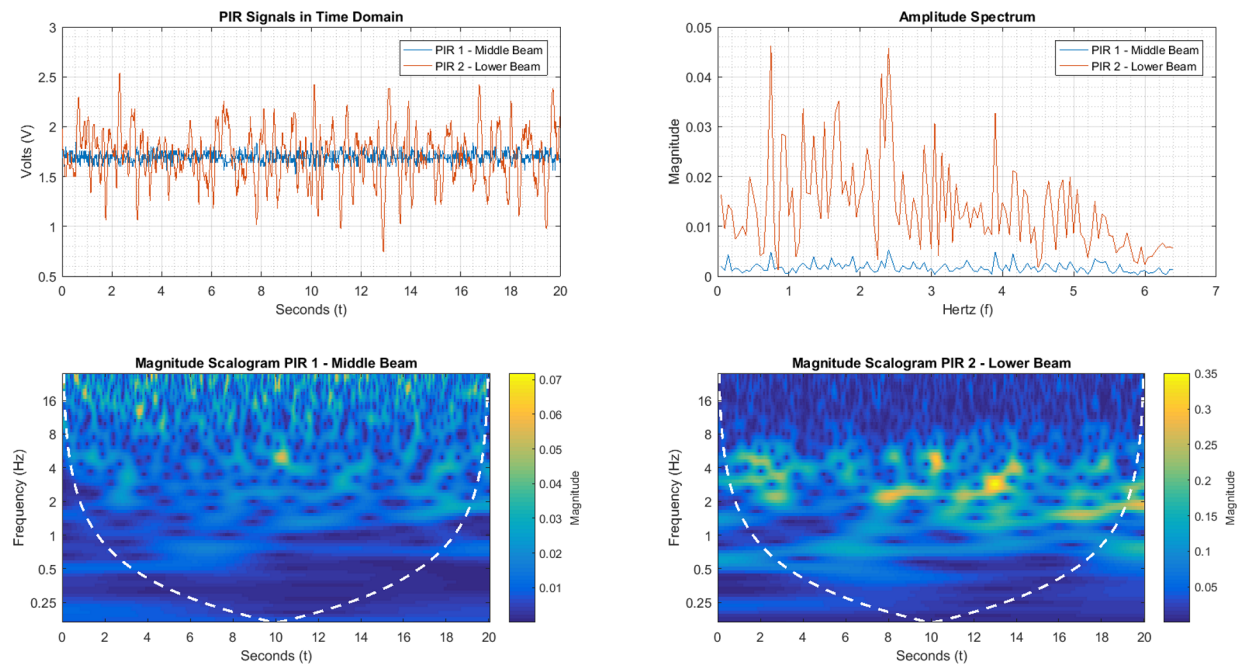 PIR Signals in Time Domain
3
2.5
2
1.5
1
0.5
Volts (V)
PIR 1 - Middle Beam
PIR 2 - Lower Beam
0 2 4 6 8 10 12 14 16 18 20
Seconds (t)
Amplitude Spectrum
0.05
0.04
0.03
0.02
0.01
0
Magnitude
PIR 1 - Middle Beam
PIR 2 - Lower Beam
0 1 2 3 4 5 6 7
Hertz (f)
Magnitude Scalogram PIR 1 - Middle Beam
16
8
4
2
1
0.5
0.25
Frequency (Hz)
0 2 4 6 8 10 12 14 16 18 20
Seconds (t)
0.07
0.06
0.05
0.04
0.03
0.02
0.01
Magnitude
Magnitude Scalogram PIR 2 - Lower Beam
16
8
4
2
1
0.5
0.25
Frequency (Hz)
0 2 4 6 8 10 12 14 16 18 20
Seconds (t)
0.35
0.3
0.25
0.2
0.15
0.1
0.05
Magnitude